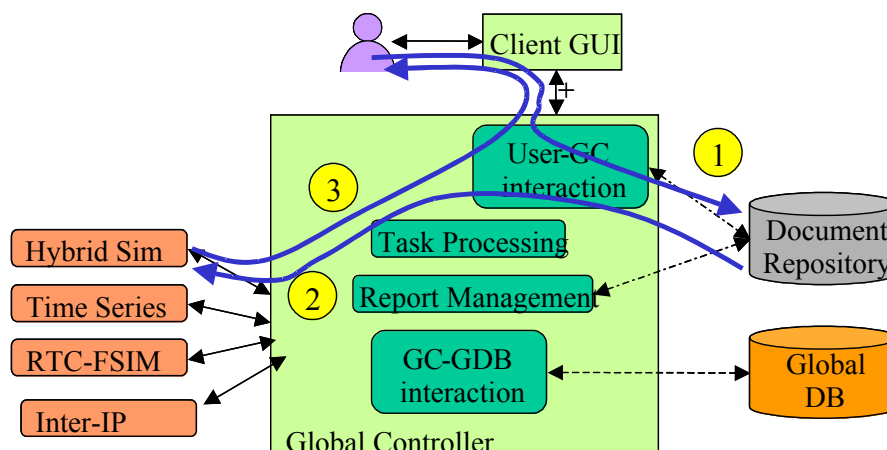 Client GUI
+
User-GC
interaction
1
3
Task Processing
Document
Repository
Hybrid Sim
2
Report Management
Time Series
RTC-FSIM
GC-GDB
interaction
Global
DB
Inter-IP
Global Controller